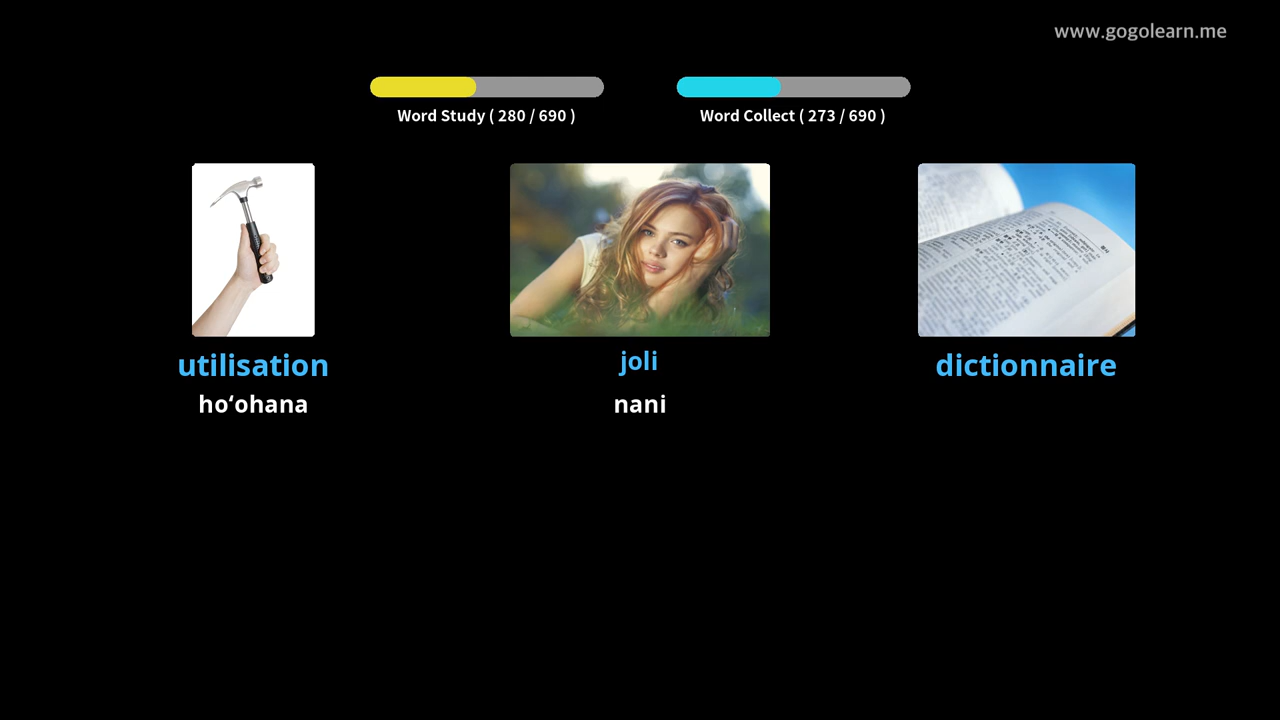 www.gogolearn.me
Word Study ( 280 / 690 )
Word Collect ( 273 / 690 )
utilisation
joli
dictionnaire
hoʻohana
nani